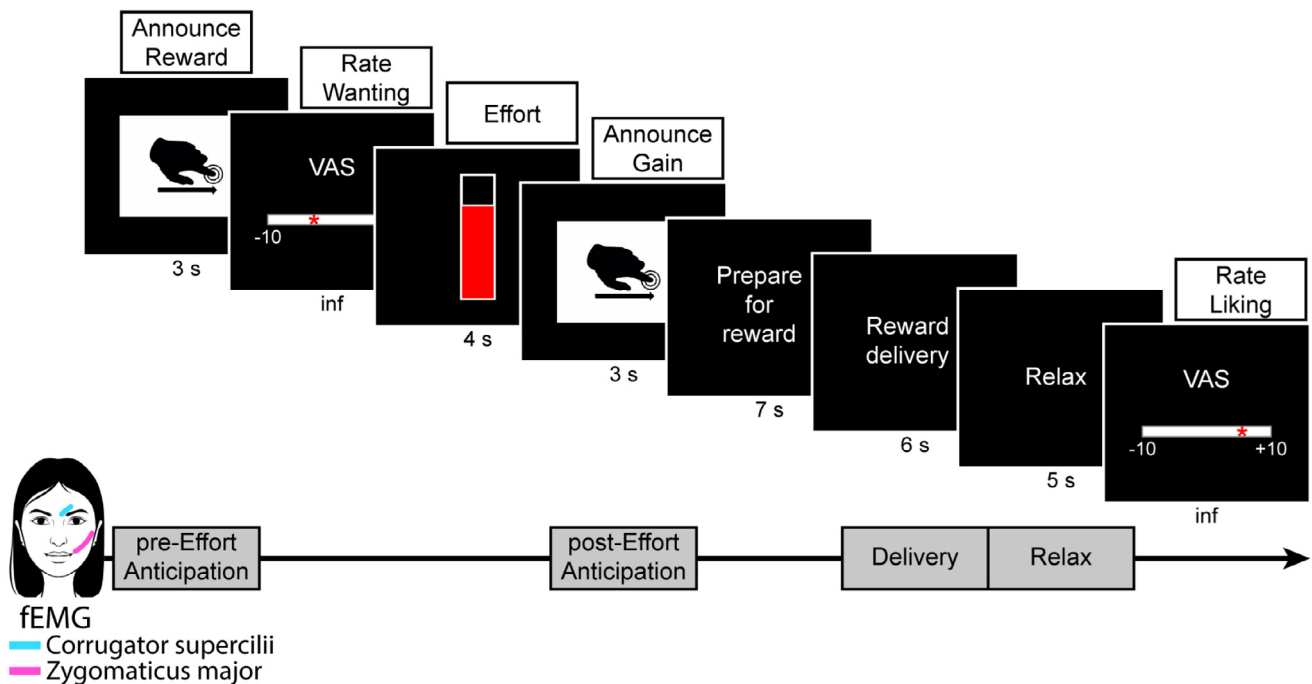 Announce
Reward
3 s
Rate
Wanting
VAS
-10
inf
Effort
4 s
Announce
Gain
3 s
Prepare
for
reward
7 s
Reward
delivery
6 s
Relax
5 s
Rate
Liking
VAS
-10 +10
inf
pre-Effort
Anticipation
post-Effort
Anticipation
Delivery
Relax
fEMG
Corrugator supercilii
Zygomaticus major